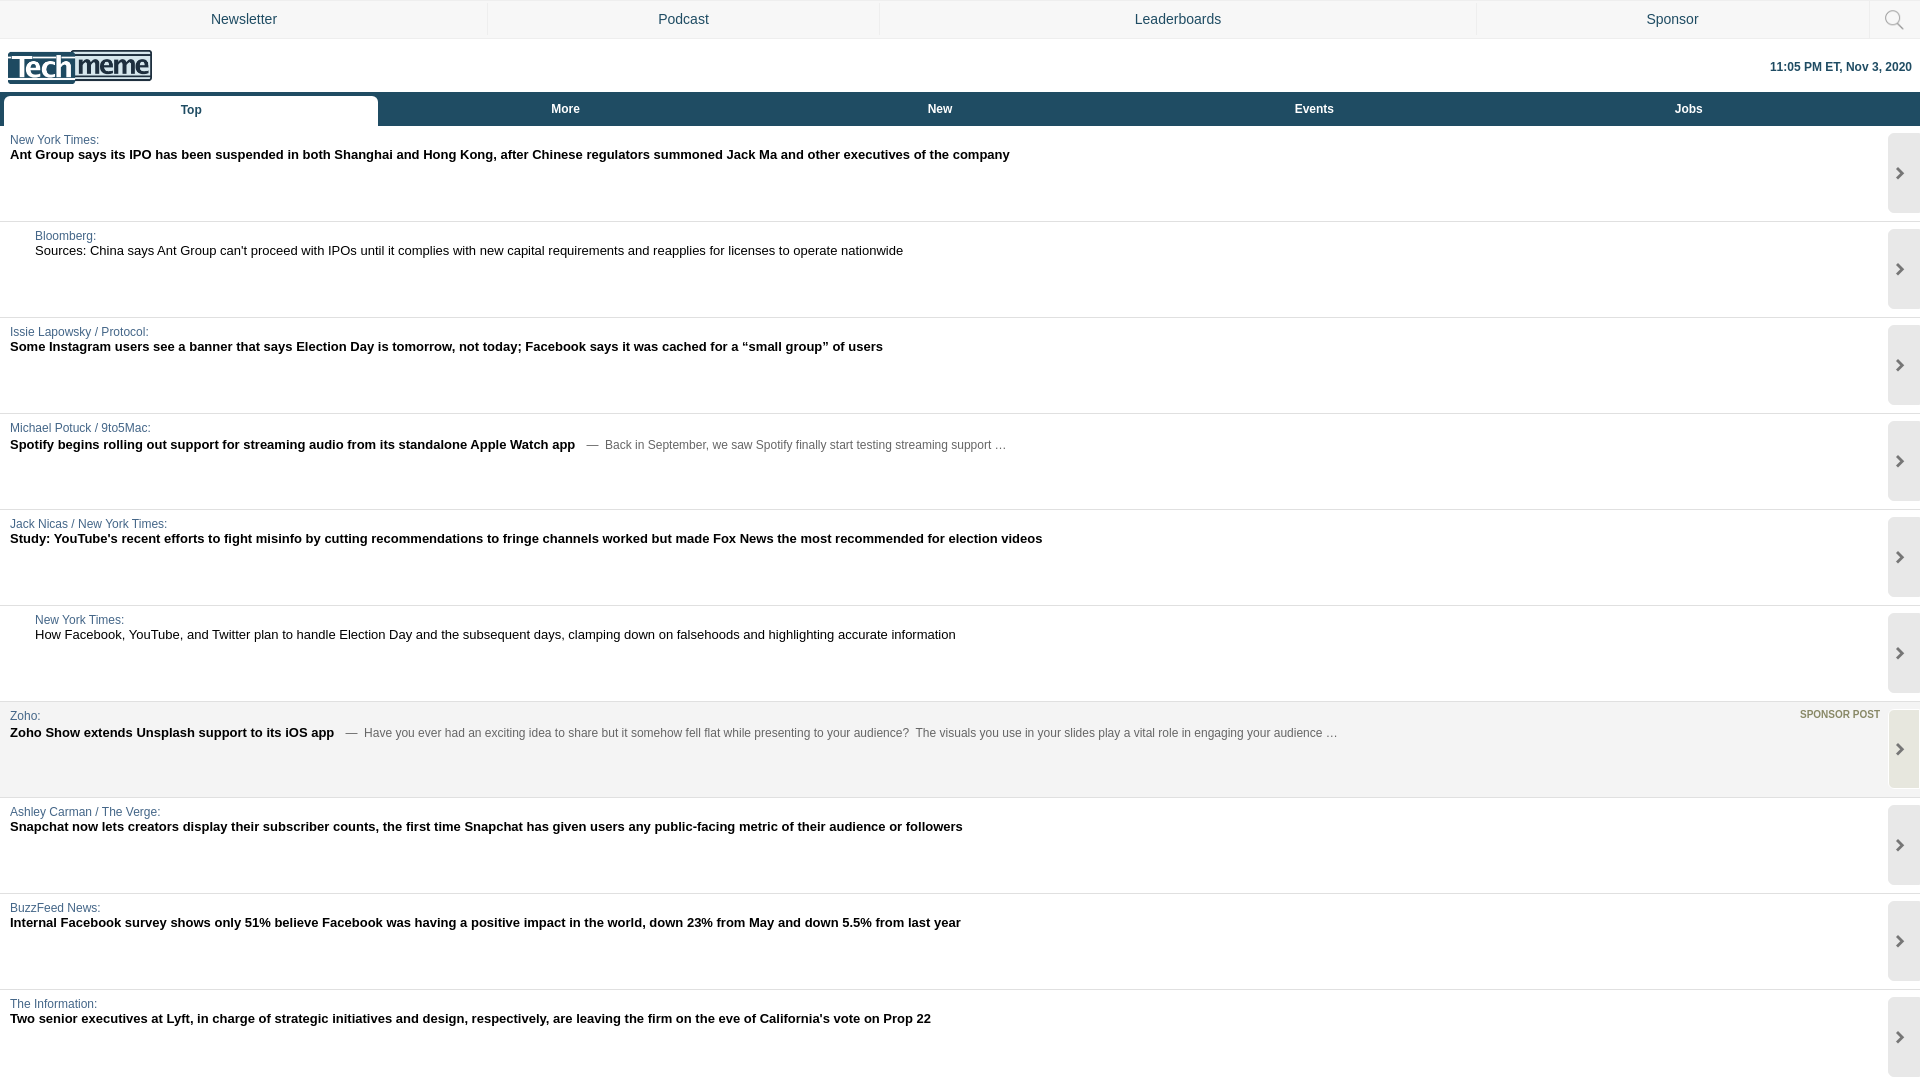 Newsletter
Podcast
Leaderboards
Sponsor
Techmeme
11:05 PM ET, Nov 3, 2020
Top
More
New
Events
Jobs
New York Times:
Ant Group says its IPO has been suspended in both Shanghai and Hong Kong, after Chinese regulators summoned Jack Ma and other executives of the company
Bloomberg:
Sources: China says Ant Group can't proceed with IPOs until it complies with new capital requirements and reapplies for licenses to operate nationwide
Issie Lapowsky / Protocol:
Some Instagram users see a banner that says Election Day is tomorrow, not today; Facebook says it was cached for a “small group” of users
Michael Potuck / 9to5Mac:
Spotify begins rolling out support for streaming audio from its standalone Apple Watch app — Back in September, we saw Spotify finally start testing streaming support …
Jack Nicas / New York Times:
Study: YouTube's recent efforts to fight misinfo by cutting recommendations to fringe channels worked but made Fox News the most recommended for election videos
New York Times:
How Facebook, YouTube, and Twitter plan to handle Election Day and the subsequent days, clamping down on falsehoods and highlighting accurate information
Zoho:
SPONSOR POST
Zoho Show extends Unsplash support to its iOS app — Have you ever had an exciting idea to share but it somehow fell flat while presenting to your audience? The visuals you use in your slides play a vital role in engaging your audience …
Ashley Carman / The Verge:
Snapchat now lets creators display their subscriber counts, the first time Snapchat has given users any public-facing metric of their audience or followers
BuzzFeed News:
Internal Facebook survey shows only 51% believe Facebook was having a positive impact in the world, down 23% from May and down 5.5% from last year
The Information:
Two senior executives at Lyft, in charge of strategic initiatives and design, respectively, are leaving the firm on the eve of California's vote on Prop 22